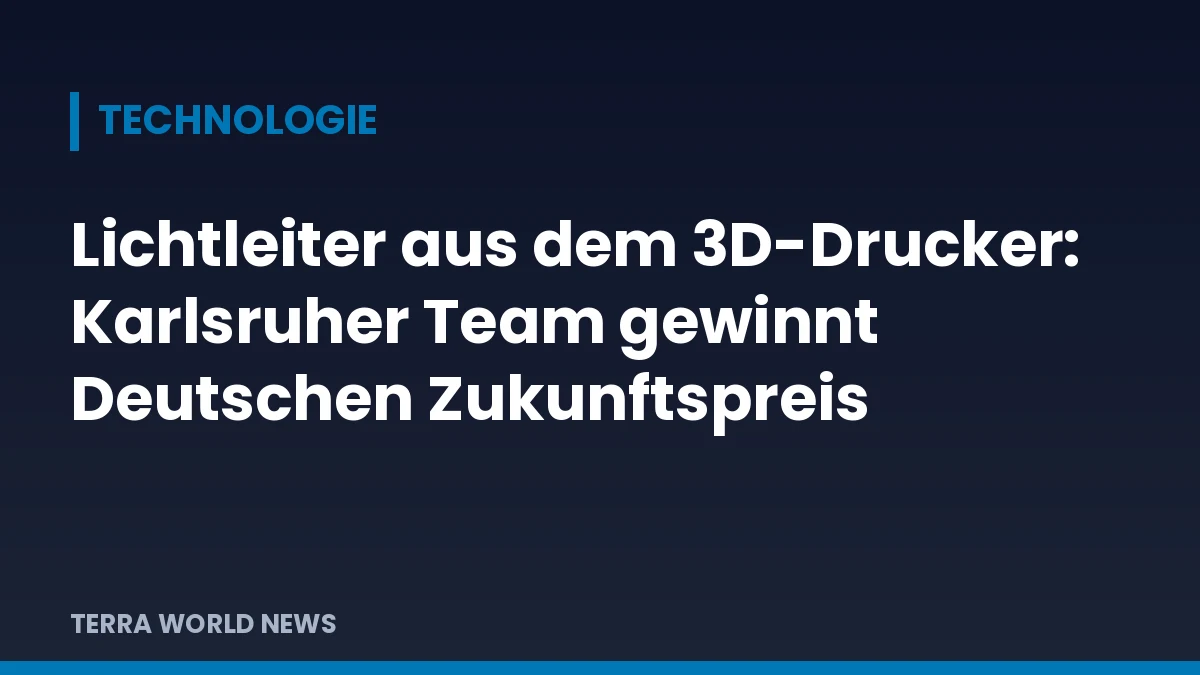 TECHNOLOGIE
Lichtleiter aus dem 3D-Drucker:
Karlsruher Team gewinnt
Deutschen Zukunftspreis
TERRA WORLD NEWS